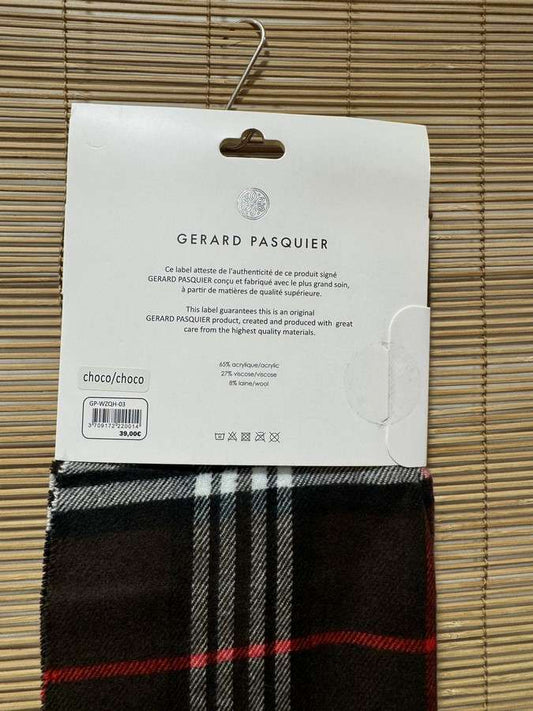 GERARD PASQUIER
Ce label atteste de l'authenticité de ce produit signé
GERARD PASQUIER conçu et fabriqué avec le plus grand soin,
à partir de matières de qualité supérieure.
This label guarantees this is an original
GERARD PASQUIER product, created and produced with great
care from the highest quality materials.
65% acrylique/acrylic
27% viscose/viscose
8% laine/wool
choco/choco
GP-WZQH-03
3 709172 220014
39,00€